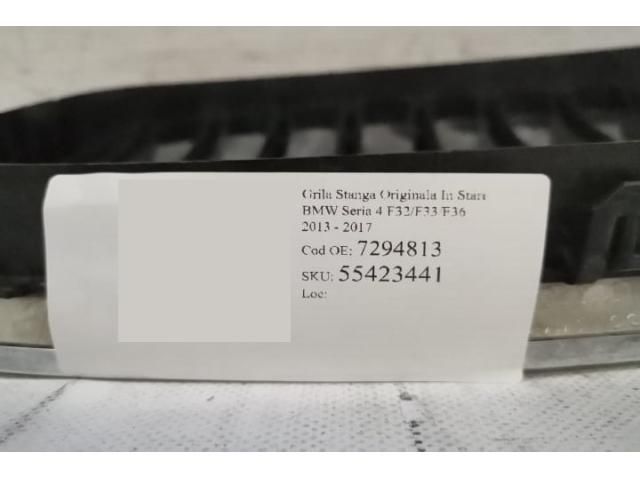 Grila Stanga Originala In Stare
BMW Seria 4 F32/F33/F36
2013 - 2017
Cod OE: 7294813
SKU: 55423441
Loc: